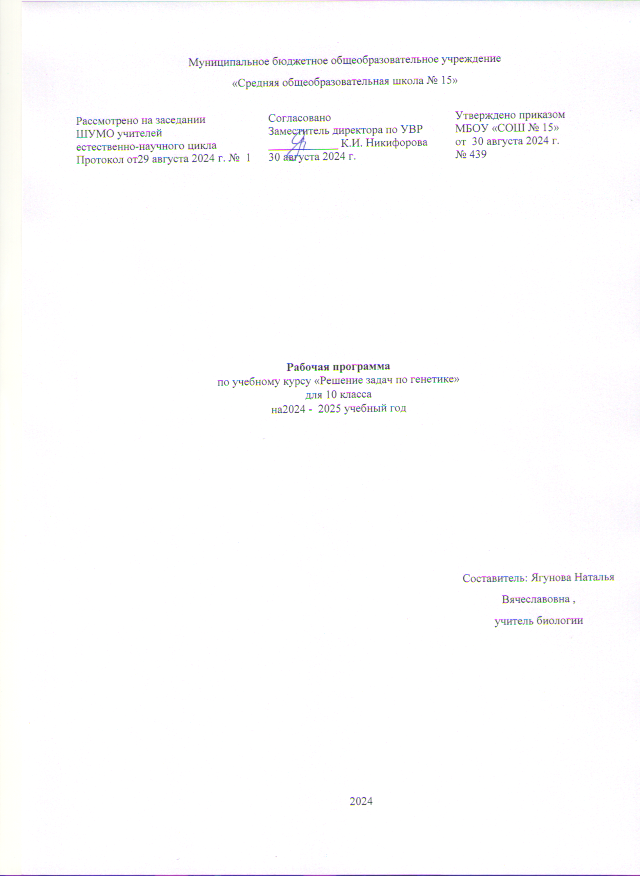 Муниципальное бюджетное общеобразовательное учреждение
«Средняя общеобразовательная школа № 15»
Рассмотрено на заседании
ШУМО учителей
естественно-научного цикла
Протокол от29 августа 2024 г. № 1
Согласовано
Заместитель директора по УВР
____________ К.И. Никифорова
30 августа 2024 г.
Утверждено приказом
МБОУ «СОШ № 15»
от 30 августа 2024 г.
№ 439
Рабочая программа
по учебному курсу «Решение задач по генетике»
для 10 класса
на2024 - 2025 учебный год
Составитель: Ягунова Наталья
Вячеславовна ,
учитель биологии
2024